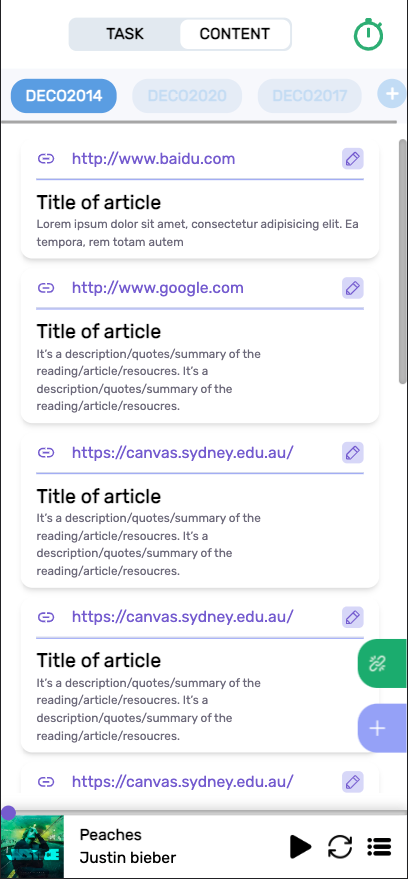 TASK
CONTENT
DECO2014
DECO2020
DECO2017
http://www.baidu.com
Title of article
Lorem ipsum dolor sit amet, consectetur adipisicing elit. Ea
tempora, rem totam autem
http://www.google.com
Title of article
It's a description/quotes/summary of the
reading/article/resoucres. It's a
description/quotes/summary of the
reading/article/resoucres.
https://canvas.sydney.edu.au/
Title of article
It's a description/quotes/summary of the
reading/article/resoucres. It's a
description/quotes/summary of the
reading/article/resoucres.
https://canvas.sydney.edu.au/
Title of article
It's a description/quotes/summary of the
reading/article/resoucres. It's a
description/quotes/summary of the
reading/article/resoucres.
https://canvas.sydney.edu.au/
JUSTICE
Peaches
Justin bieber